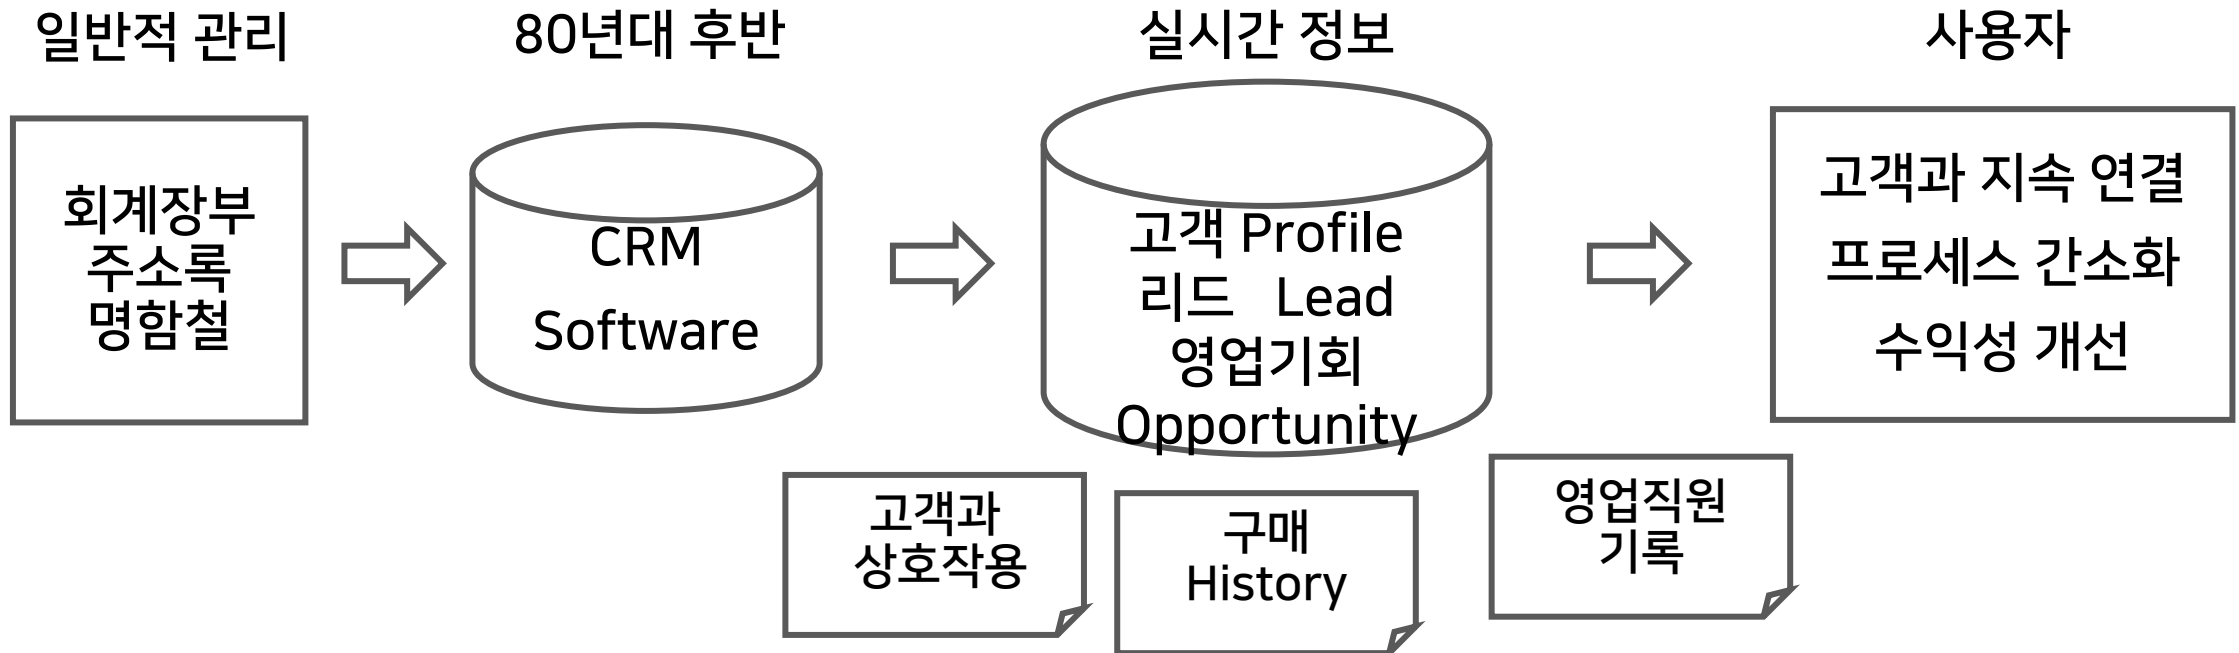 일반적 관리
80년대 후반
실시간 정보
사용자
회계장부
주소록
명함철
CRM
Software
고객 Profile
리드 Lead
영업기회
Opportunity
고객과 지속 연결
프로세스 간소화
수익성 개선
고객과
상호작용
구매
History
영업직원
기록